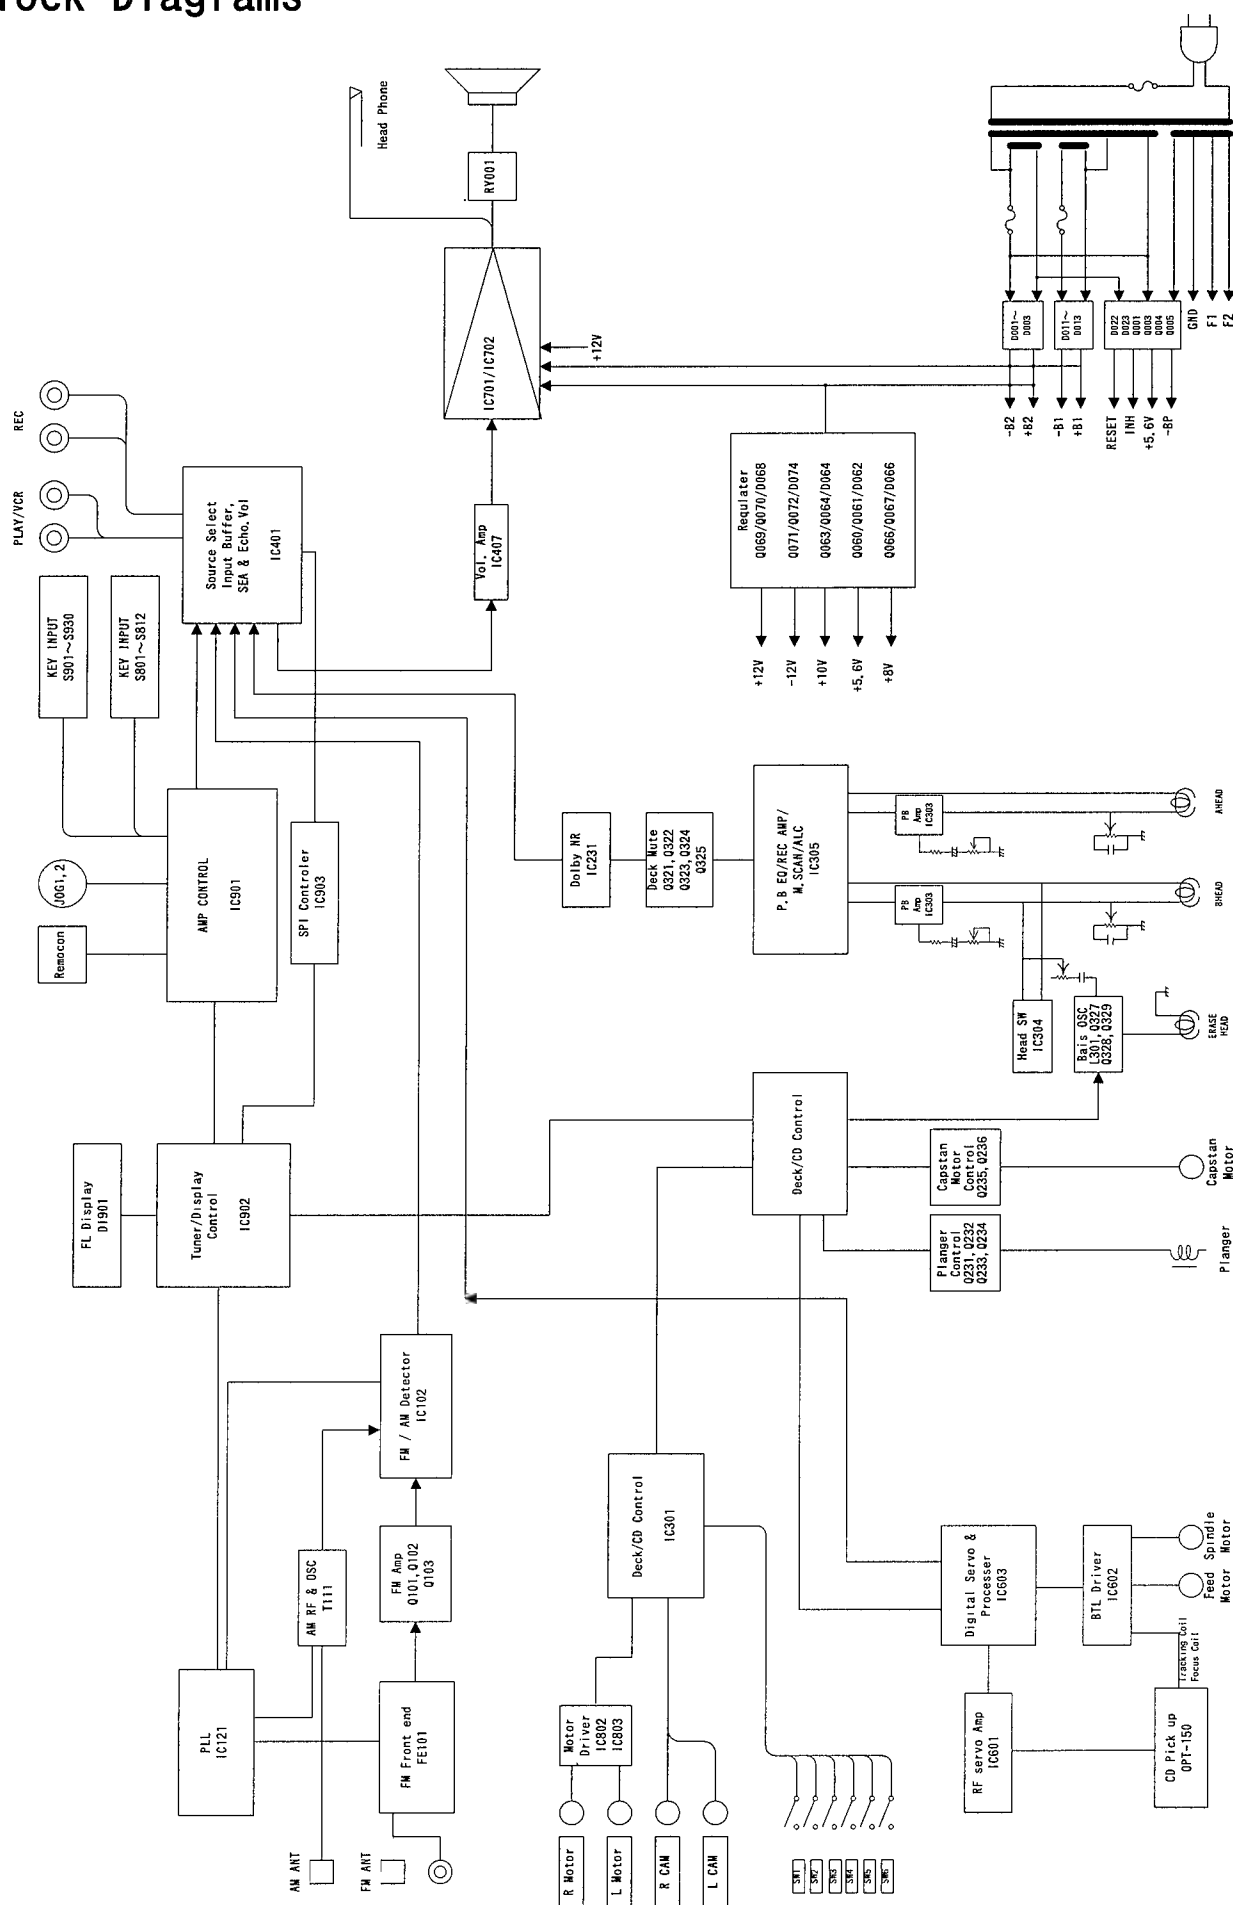 lock Diagrams
Head Phone
RY001
IC701/IC702
+12V
REC
PLAY/VCR
Source Select
Input Buffer,
SEA & Echo.Vol
IC401
Vol. Amp
IC407
KEY INPUT
S901~S930
KEY INPUT
S801~S812
JOG1,2
Remocon
AMP CONTROL
IC901
SPI Controler
IC903
FL Display
DI901
Tuner/Display
Control
IC902
PLL
IC121
AM RF & OSC
T111
FM / AM Detector
IC102
FM Amp
Q101,Q102
Q103
FM Front end
FE101
AM ANT
FM ANT
D001~
D003
D011~
D013
D022
D023
Q001
Q003
Q004
Q005
GND
F1
F2
-B2
+B2
-B1
+B1
RESET
INH
+5.6V
-BP
Requlater
Q069/Q070/D068
Q071/Q072/D074
Q063/Q064/D064
Q060/Q061/D062
Q066/Q067/D066
+12V
-12V
+10V
+5.6V
+8V
Dolby NR
IC231
Deck Mute
Q321,Q322
Q323,Q324
Q325
P.B EQ/REC AMP/
M.SCAN/ALC
IC305
PB
Amp
IC303
PB
Amp
IC303
AHEAD
BHEAD
ERASE
HEAD
Head SW
IC304
Bais OSC
L301,Q327
Q328,Q329
Deck/CD Control
Capstan
Motor
Control
Q235,Q236
Capstan
Motor
Planger
Control
Q231,Q232
Q233,Q234
Planger
Deck/CD Control
IC301
Motor
Driver
IC802
IC803
R Motor
L Motor
R CAM
L CAM
SW1
SW2
SW3
SW4
SW5
SW6
Digital Servo &
Processer
IC603
BTL Driver
IC602
Spindle
Motor
Feed
Motor
Tracking Coil
Focus Coil
RF servo Amp
IC601
CD Pick up
OPT-150